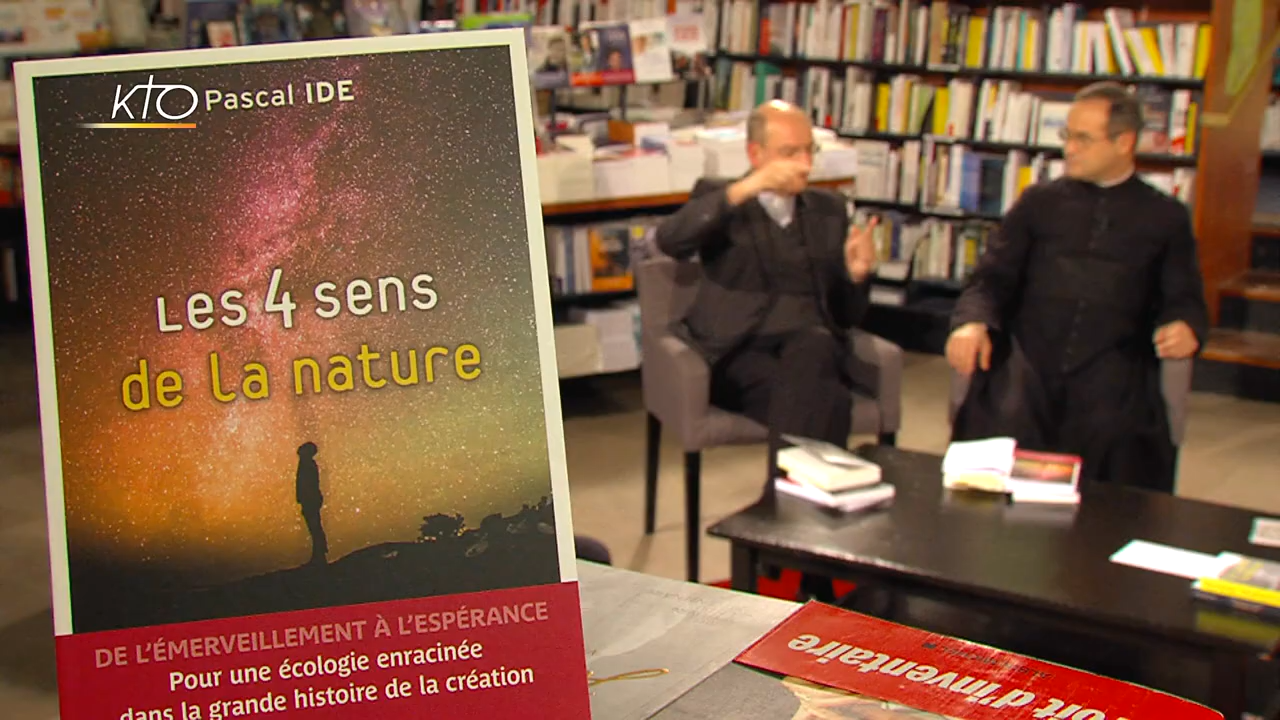 KTO
Pascal IDE
Les 4 sens
de la nature
DE L'ÉMERVEILLEMENT À L'ESPÉRANCE
Pour une écologie enracinée
dans la grande histoire de la création
oit d'inventaire